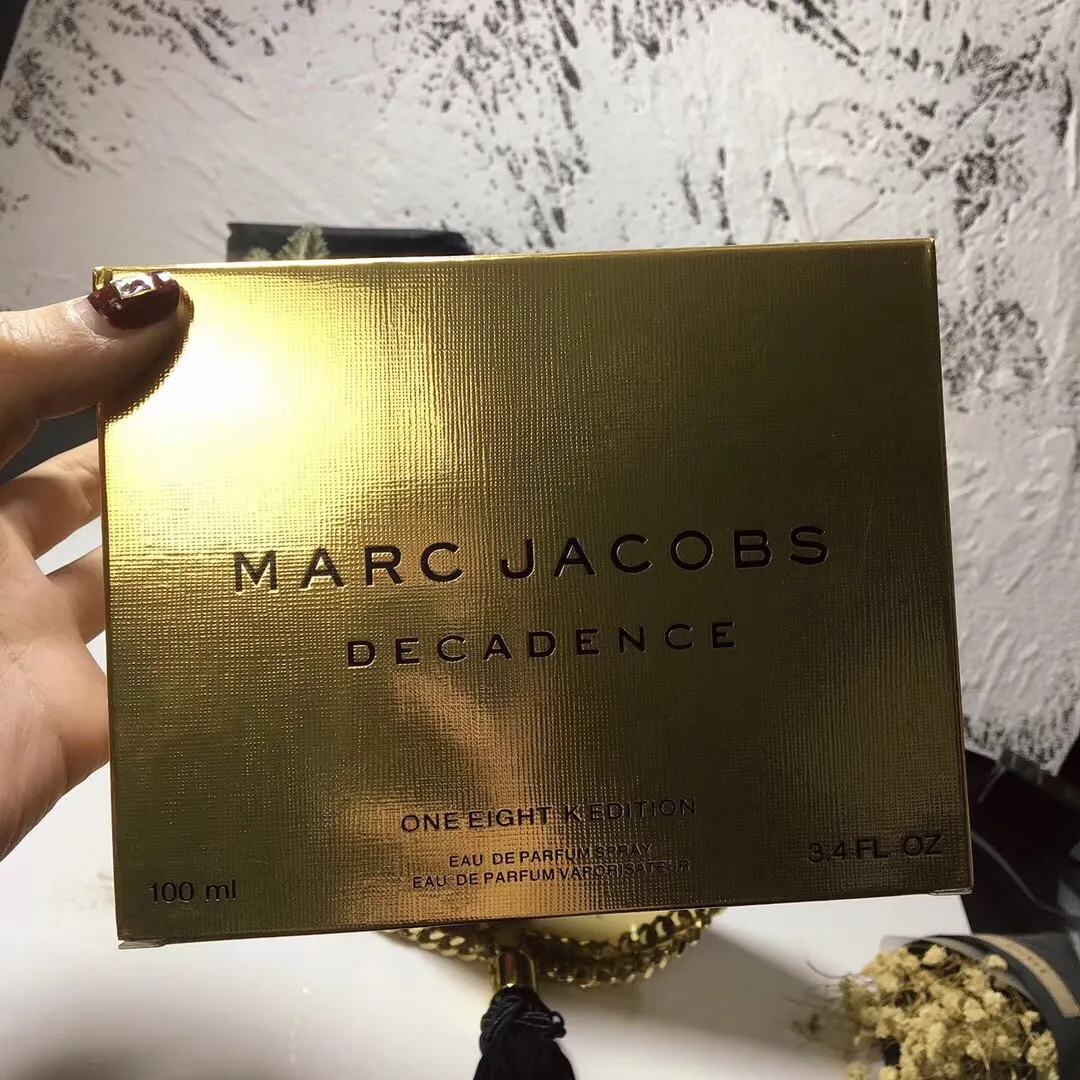 MARC JACOBS
DECADENCE
ONE EIGHT K EDITION
EAU DE PARFUM SPRAY
EAU DE PARFUM VAPORISATEUR
100 ml
3.4 FL OZ